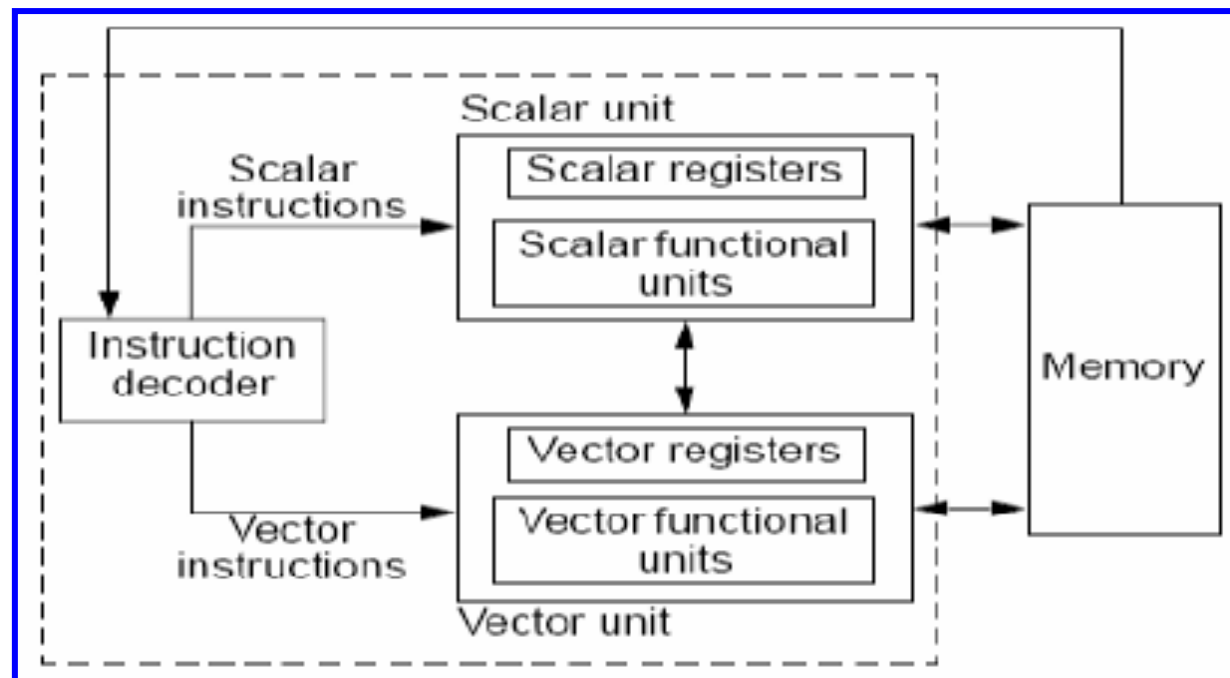 Scalar unit
Scalar registers
Scalar functional
units
Scalar
instructions
Instruction
decoder
Memory
Vector registers
Vector functional
units
Vector
instructions
Vector unit